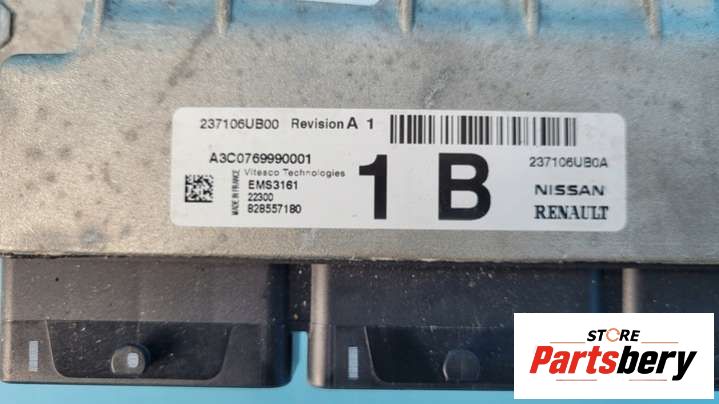 237106UB00 Revision A 1
A3C0769990001
Vitesco Technologies
MADE IN FRANCE
EMS3161
22300
828557180
1 B
237106UB0A
NISSAN
RENAULT
STORE
Partsbery